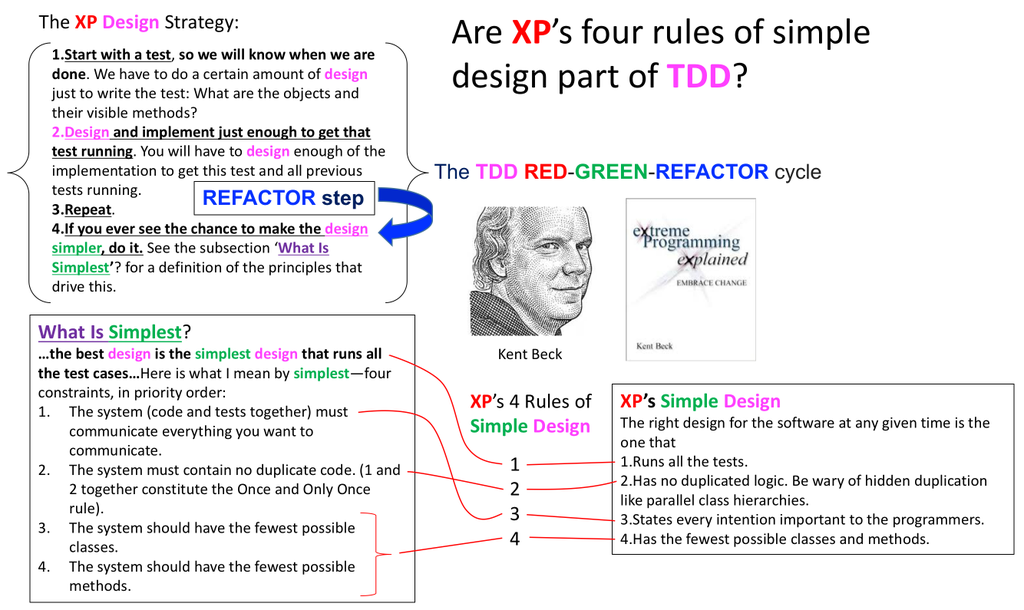 The XP Design Strategy:
1.Start with a test, so we will know when we are
done. We have to do a certain amount of design
just to write the test: What are the objects and
their visible methods?
2.Design and implement just enough to get that
test running. You will have to design enough of the
implementation to get this test and all previous
tests running.
3.Repeat.
REFACTOR step
4.If you ever see the chance to make the design
simpler, do it. See the subsection ‘What Is
Simplest’? for a definition of the principles that
drive this.
Are XP’s four rules of simple
design part of TDD?
The TDD RED-GREEN-REFACTOR cycle
Kent Beck
eXtreme
Programming
explained
EMBRACE CHANGE
Kent Beck
What Is Simplest?
…the best design is the simplest design that runs all
the test cases…Here is what I mean by simplest—four
constraints, in priority order:
1. The system (code and tests together) must
communicate everything you want to
communicate.
2. The system must contain no duplicate code. (1 and
2 together constitute the Once and Only Once
rule).
3. The system should have the fewest possible
classes.
4. The system should have the fewest possible
methods.
XP’s 4 Rules of
Simple Design
1
2
3
4
XP’s Simple Design
The right design for the software at any given time is the
one that
1.Runs all the tests.
2.Has no duplicated logic. Be wary of hidden duplication
like parallel class hierarchies.
3.States every intention important to the programmers.
4.Has the fewest possible classes and methods.